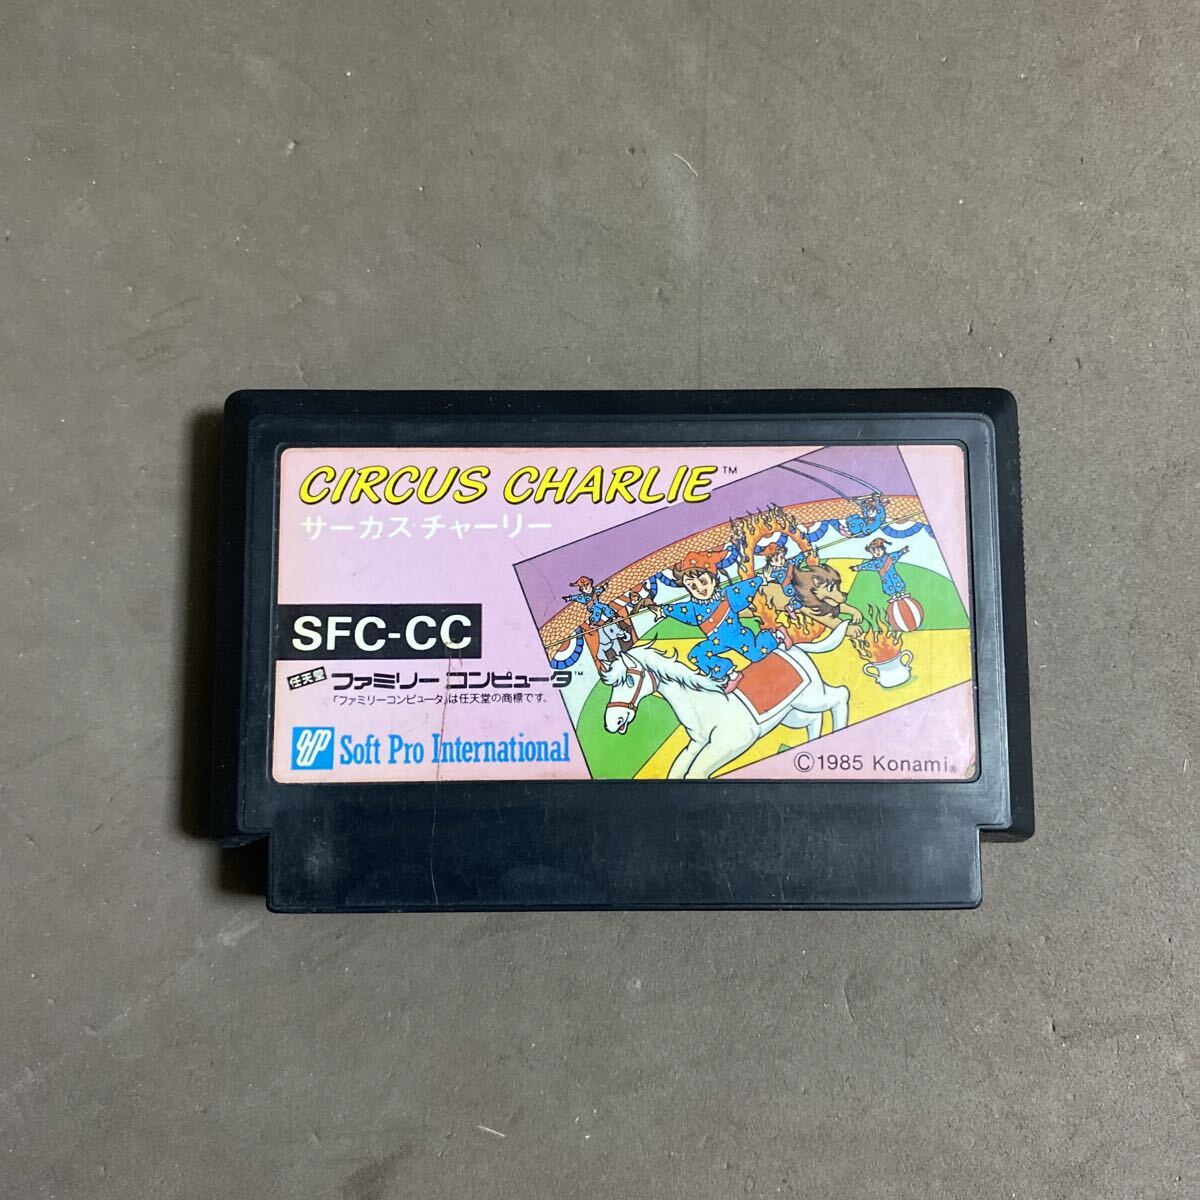 CIRCUS CHARLIE™
サーカスチャーリー
SFC-CC
任天堂 ファミリーコンピュータ™
「ファミリーコンピュータ」は任天堂の商標です。
Soft Pro International
©1985 Konami®